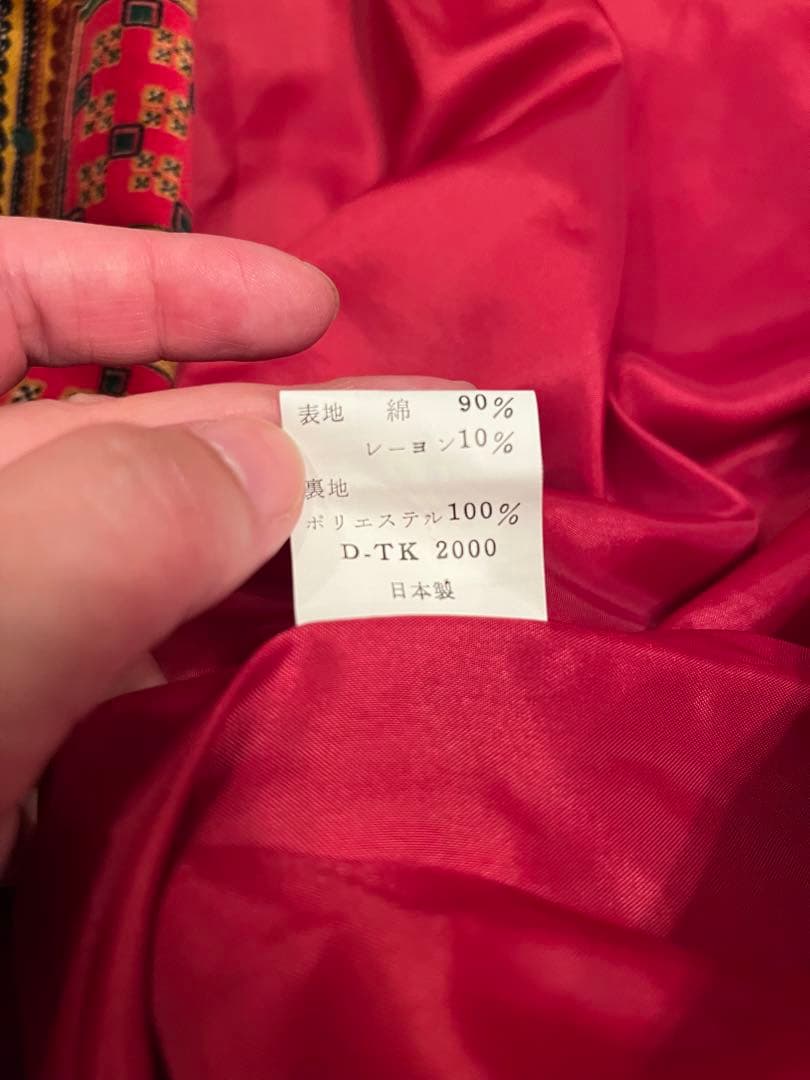 表地 綿 90%
レーヨン10%
裏地
ポリエステル100%
D-TK 2000
日本製